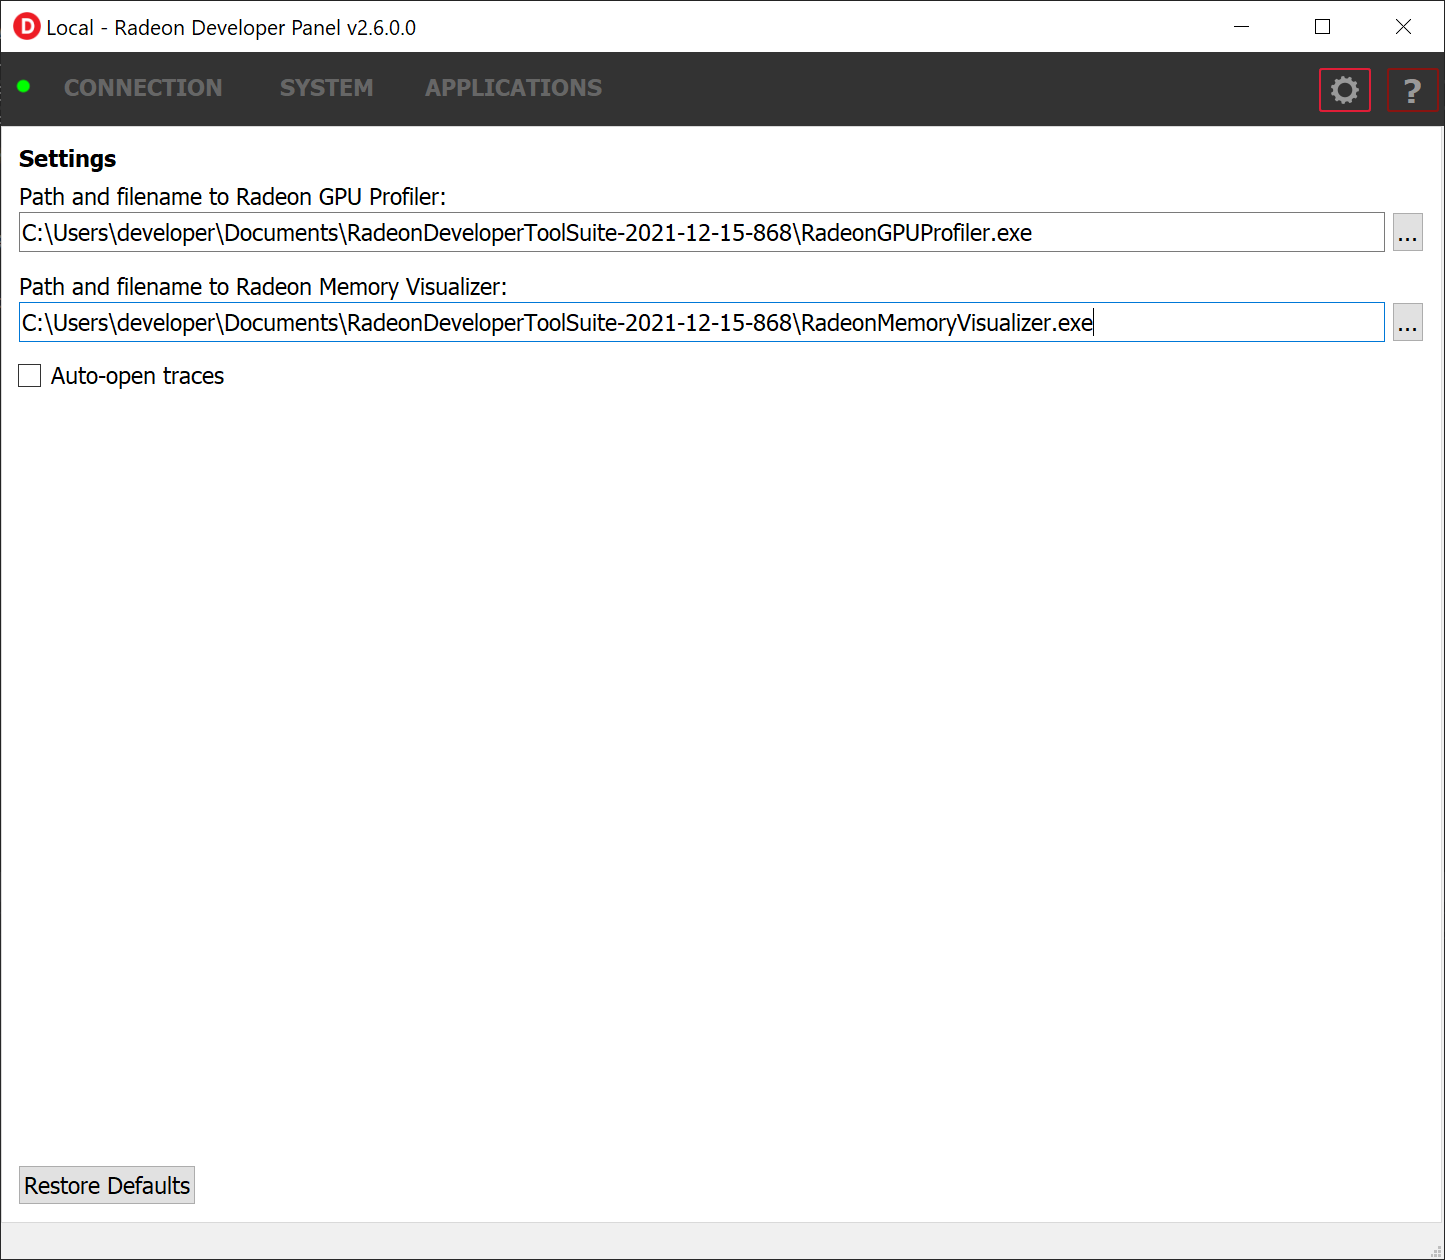 D Local - Radeon Developer Panel v2.6.0.0
CONNECTION SYSTEM APPLICATIONS ?
Settings
Path and filename to Radeon GPU Profiler:
C:\Users\developer\Documents\RadeonDeveloperToolSuite-2021-12-15-868\RadeonGPUProfiler.exe ...
Path and filename to Radeon Memory Visualizer:
C:\Users\developer\Documents\RadeonDeveloperToolSuite-2021-12-15-868\RadeonMemoryVisualizer.exe ...
Auto-open traces
Restore Defaults